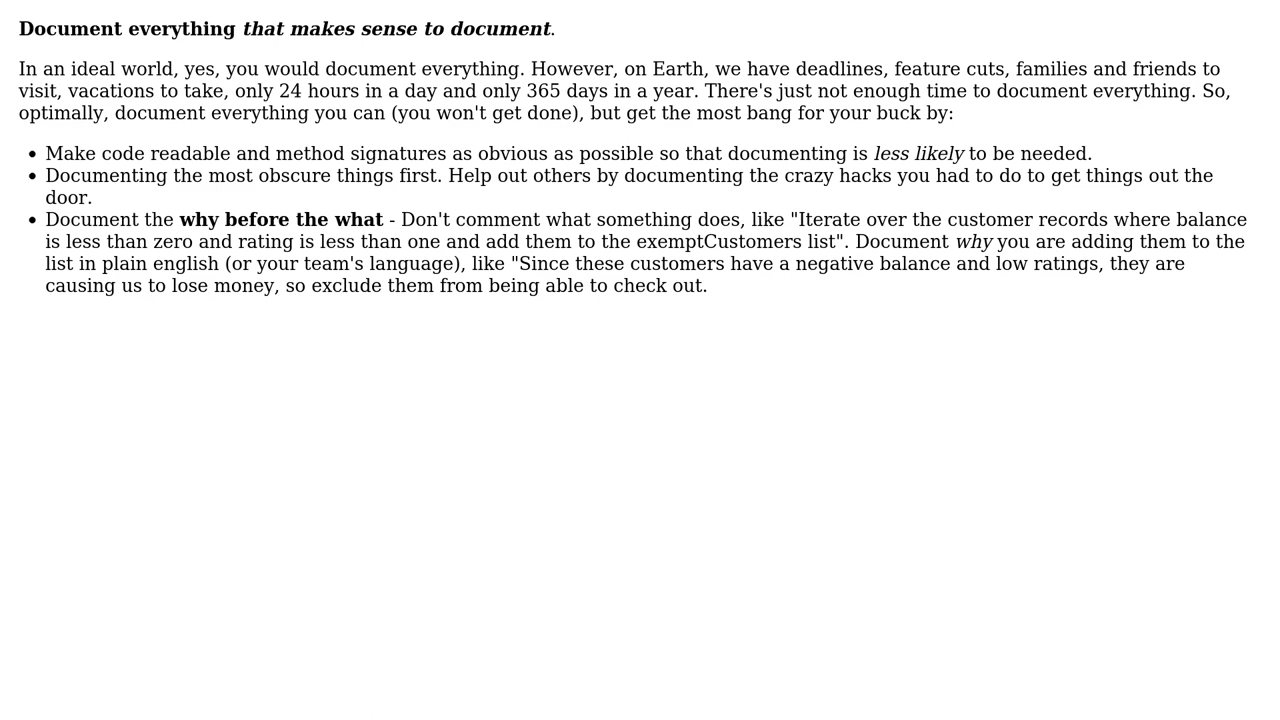 Document everything that makes sense to document.
In an ideal world, yes, you would document everything. However, on Earth, we have deadlines, feature cuts, families and friends to
visit, vacations to take, only 24 hours in a day and only 365 days in a year. There's just not enough time to document everything. So,
optimally, document everything you can (you won't get done), but get the most bang for your buck by:
• Make code readable and method signatures as obvious as possible so that documenting is less likely to be needed.
• Documenting the most obscure things first. Help out others by documenting the crazy hacks you had to do to get things out the
door.
• Document the why before the what - Don't comment what something does, like "Iterate over the customer records where balance
is less than zero and rating is less than one and add them to the exemptCustomers list". Document why you are adding them to the
list in plain english (or your team's language), like "Since these customers have a negative balance and low ratings, they are
causing us to lose money, so exclude them from being able to check out.